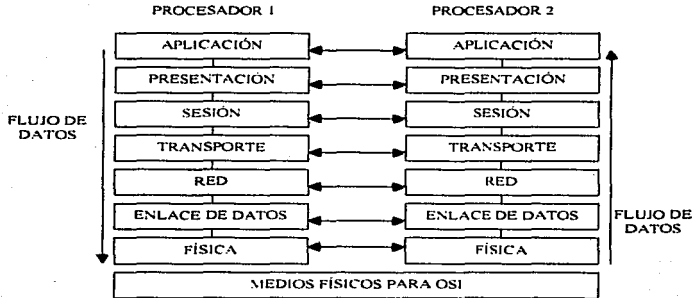 PROCESADOR 1 PROCESADOR 2
APLICACIÓN APLICACIÓN
PRESENTACIÓN PRESENTACIÓN
SESIÓN SESIÓN
FLUJO DE
DATOS
TRANSPORTE TRANSPORTE
RED RED
ENLACE DE DATOS ENLACE DE DATOS
FLUJO DE
DATOS
FÍSICA FÍSICA
MEDIOS FÍSICOS PARA OSI